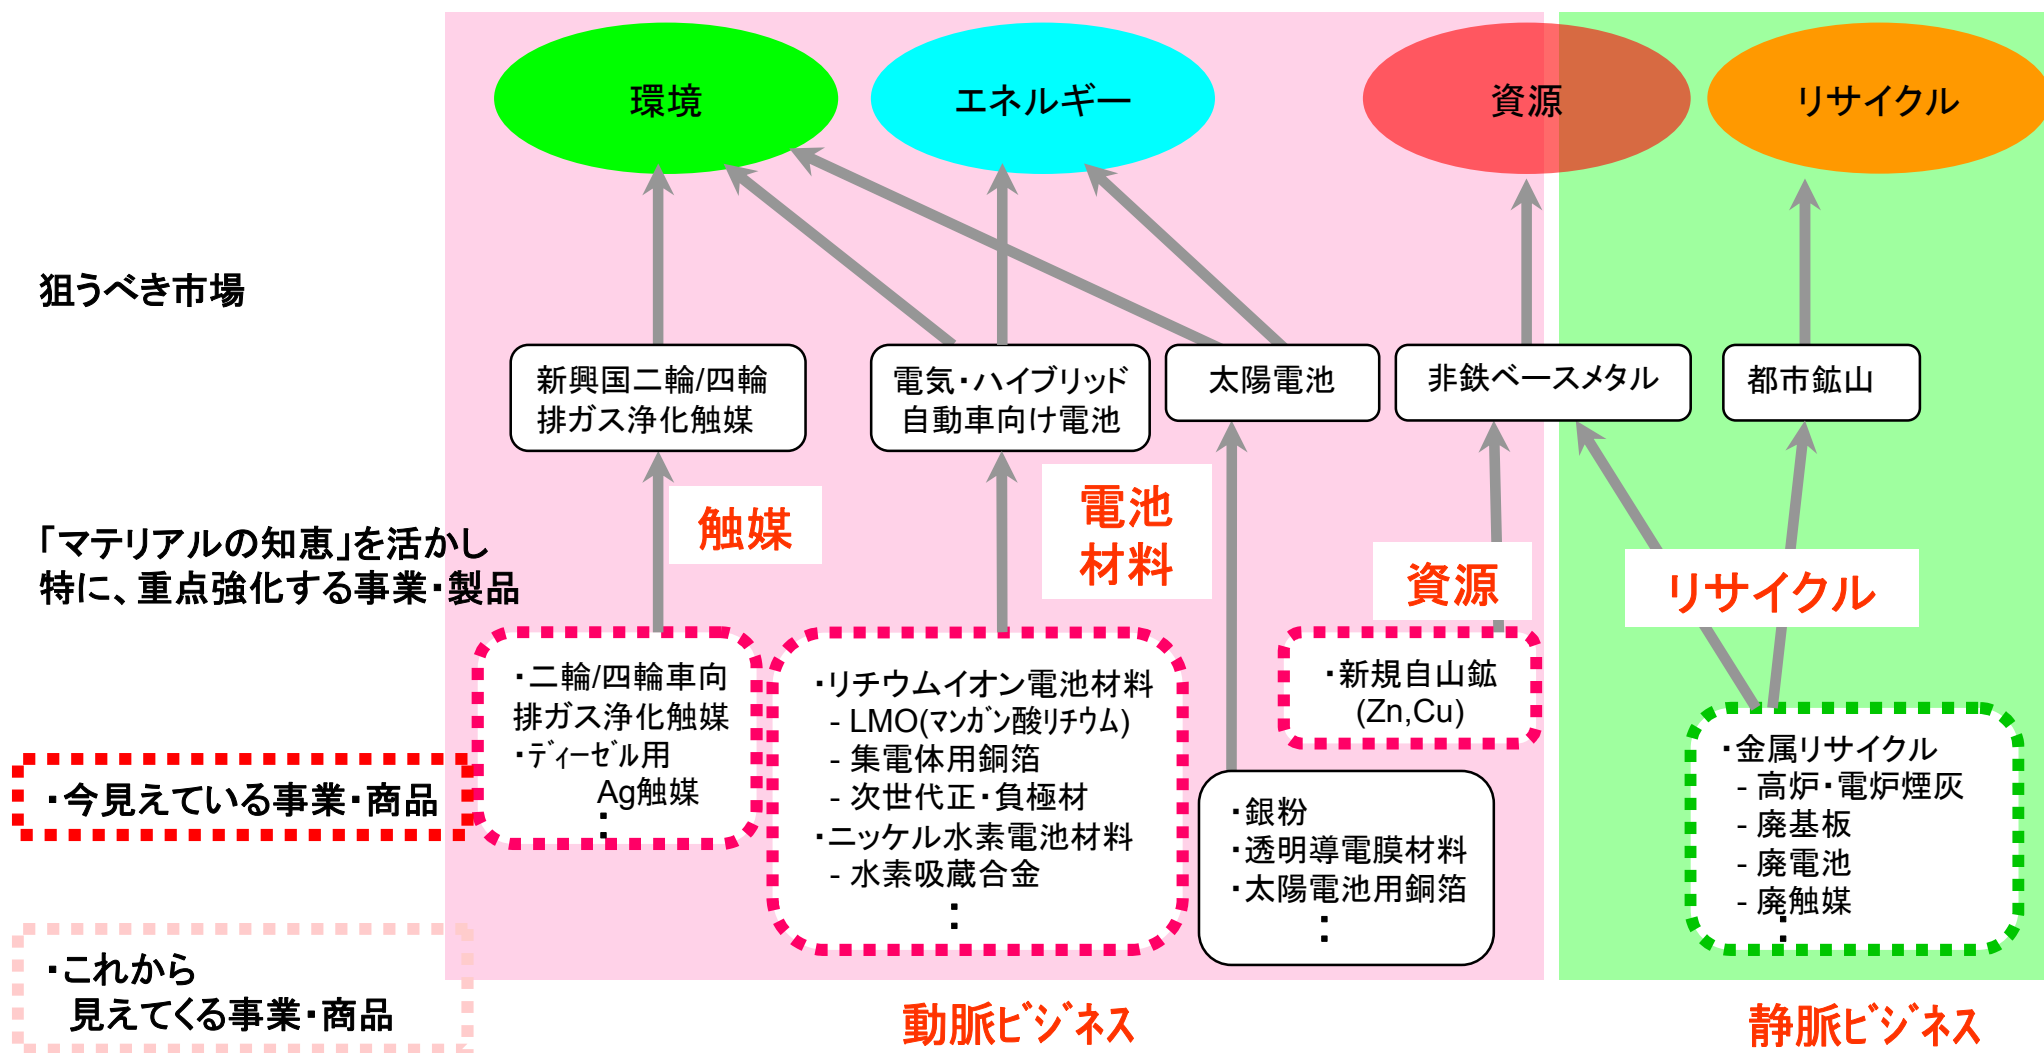 環境
エネルギー
資源
リサイクル
狙うべき市場
新興国二輪/四輪
排ガス浄化触媒
電気・ハイブリッド
自動車向け電池
太陽電池
非鉄ベースメタル
都市鉱山
「マテリアルの知恵」を活かし
特に、重点強化する事業・製品
触媒
電池
材料
資源
リサイクル
・二輪/四輪車向
排ガス浄化触媒
・ディーゼル用
Ag触媒
:
・リチウムイオン電池材料
- LMO(マンガン酸リチウム)
- 集電体用銅箔
- 次世代正・負極材
・ニッケル水素電池材料
- 水素吸蔵合金
:
・新規自山鉱
(Zn,Cu)
・銀粉
・透明導電膜材料
・太陽電池用銅箔
:
・金属リサイクル
- 高炉・電炉煙灰
- 廃基板
- 廃電池
- 廃触媒
:
・今見えている事業・商品
・これから
見えてくる事業・商品
動脈ビジネス
静脈ビジネス